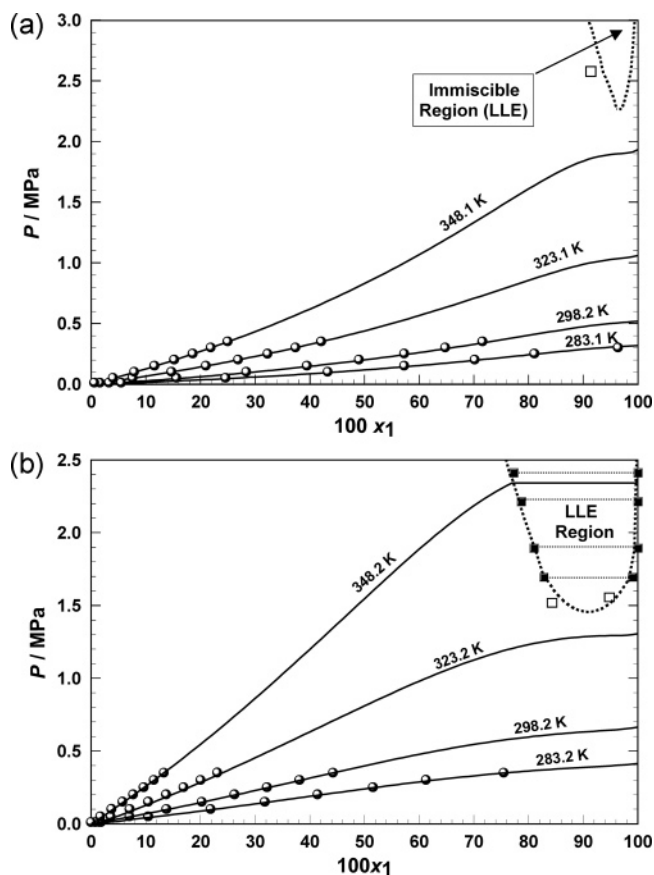 (a)
3.0
2.5
2.0
1.5
1.0
0.5
0.0
P / MPa
Immiscible
Region (LLE)
348.1 K
323.1 K
298.2 K
283.1 K
0 10 20 30 40 50 60 70 80 90 100
100 x1
(b)
2.5
2.0
1.5
1.0
0.5
0.0
P / MPa
LLE
Region
348.2 K
323.2 K
298.2 K
283.2 K
0 10 20 30 40 50 60 70 80 90 100
100x1